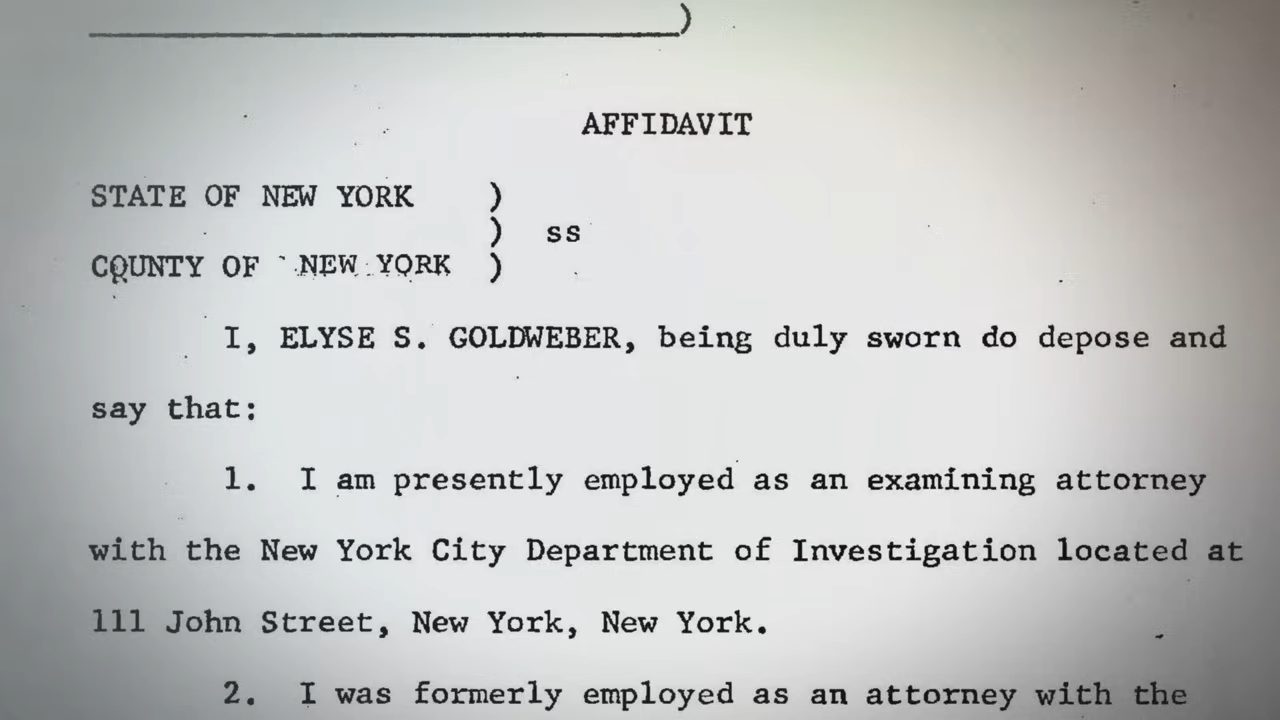 )
AFFIDAVIT
STATE OF NEW YORK )
) ss
COUNTY OF NEW YORK )
I, ELYSE S. GOLDWEBER, being duly sworn do depose and
say that:
1. I am presently employed as an examining attorney
with the New York City Department of Investigation located at
111 John Street, New York, New York.
2. I was formerly employed as an attorney with the